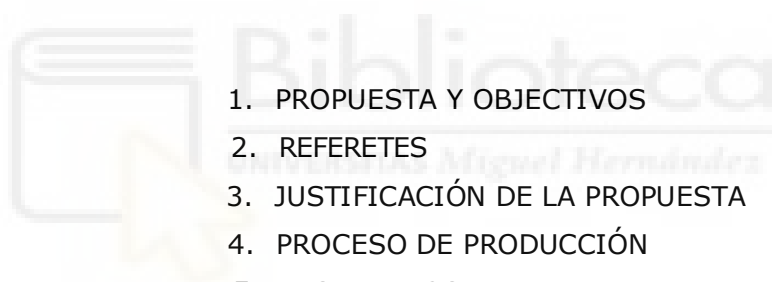 Biblioteca
UNIVERSITAS Miguel Hernández
1. PROPUESTA Y OBJECTIVOS
2. REFERETES
3. JUSTIFICACIÓN DE LA PROPUESTA
4. PROCESO DE PRODUCCIÓN